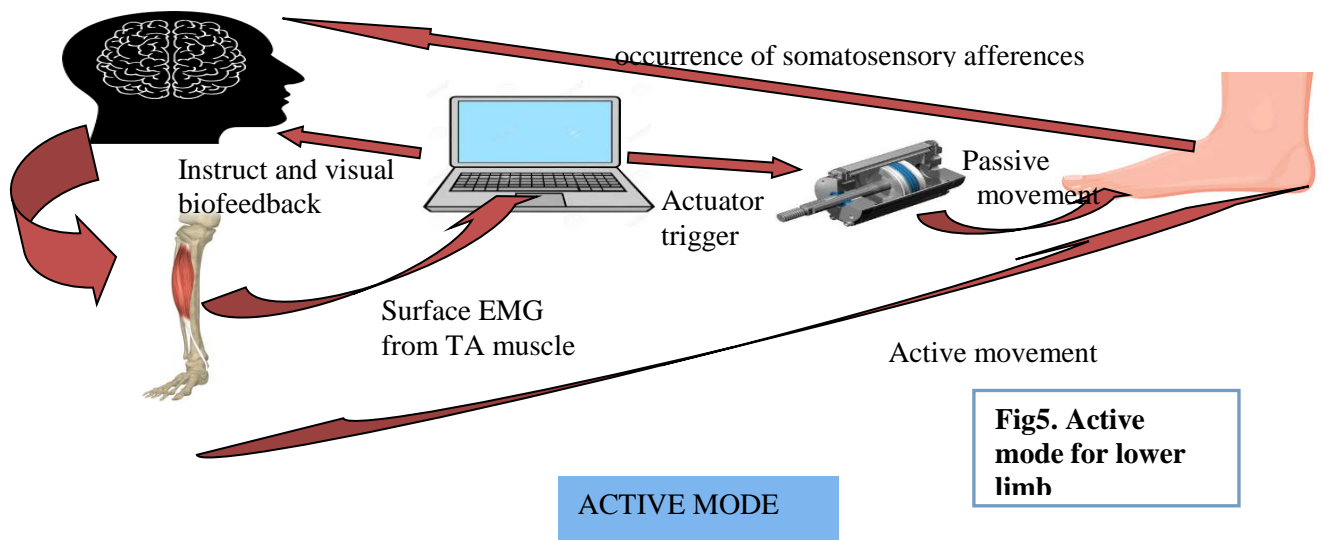 occurrence of somatosensory afferences
Instruct and visual
biofeedback
Actuator
trigger
Passive
movement
Surface EMG
from TA muscle
Active movement
Fig5. Active
mode for lower
limb
ACTIVE MODE